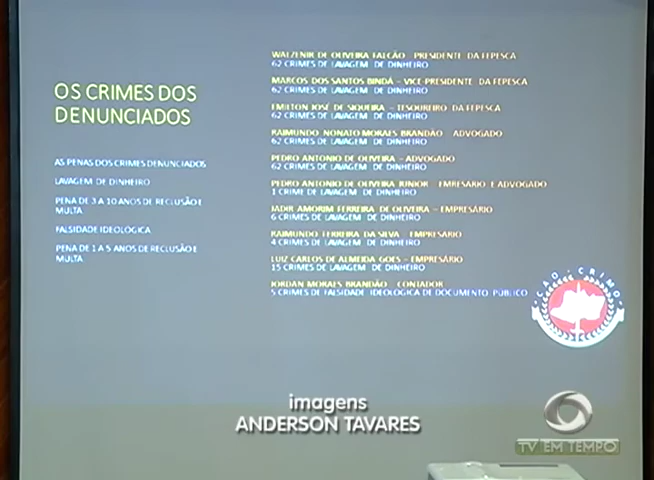 OS CRIMES DOS
DENUNCIADOS
AS PENAS DOS CRIMES DENUNCIADOS
LAVAGEM DE DINHEIRO
PENA DE 3 A 10 ANOS DE RECLUSÃO E
MULTA
FALSIDADE IDEOLÓGICA
PENA DE 1 A 5 ANOS DE RECLUSÃO E
MULTA
WALZENIR DE OLIVEIRA FALCÃO - PRESIDENTE DA FEPESCA
62 CRIMES DE LAVAGEM DE DINHEIRO
MARCOS DOS SANTOS BINDÁ – VICE-PRESIDENTE DA FEPESCA
62 CRIMES DE LAVAGEM DE DINHEIRO
JOSÉ DE SIQUEIRA – TESOUREIRO DA FEPESCA
62 CRIMES DE LAVAGEM DE DINHEIRO
RAIMUNDO NONATO MORAES BRANDÃO - ADVOGADO
62 CRIMES DE LAVAGEM DE DINHEIRO
PEDRO ANTONIO DE OLIVEIRA – ADVOGADO
62 CRIMES DE LAVAGEM DE DINHEIRO
PEDRO ANTONIO DE OLIVEIRA JUNIOR - EMRESÁRIO E ADVOGADO
1 CRIME DE LAVAGEM DE DINHEIRO
JADIR AMORIM FERREIRA DE OLIVEIRA – EMPRESÁRIO
6 CRIMES DE LAVAGEM DE DINHEIRO
RAIMUNDO FERREIRA DA SILVA - EMPRESÁRIO
4 CRIMES DE LAVAGEM DE DINHEIRO
LUIZ CARLOS DE ALMEIDA GOES – EMPRESÁRIO
15 CRIMES DE LAVAGEM DE DINHEIRO
JORDAN MORAES BRANDÃO - CONTADOR
5 CRIMES DE FALSIDADE IDEOLÓGICA DE DOCUMENTO PÚBLICO
CAO-CRIMO
imagens
ANDERSON TAVARES
TV EM TEMPO